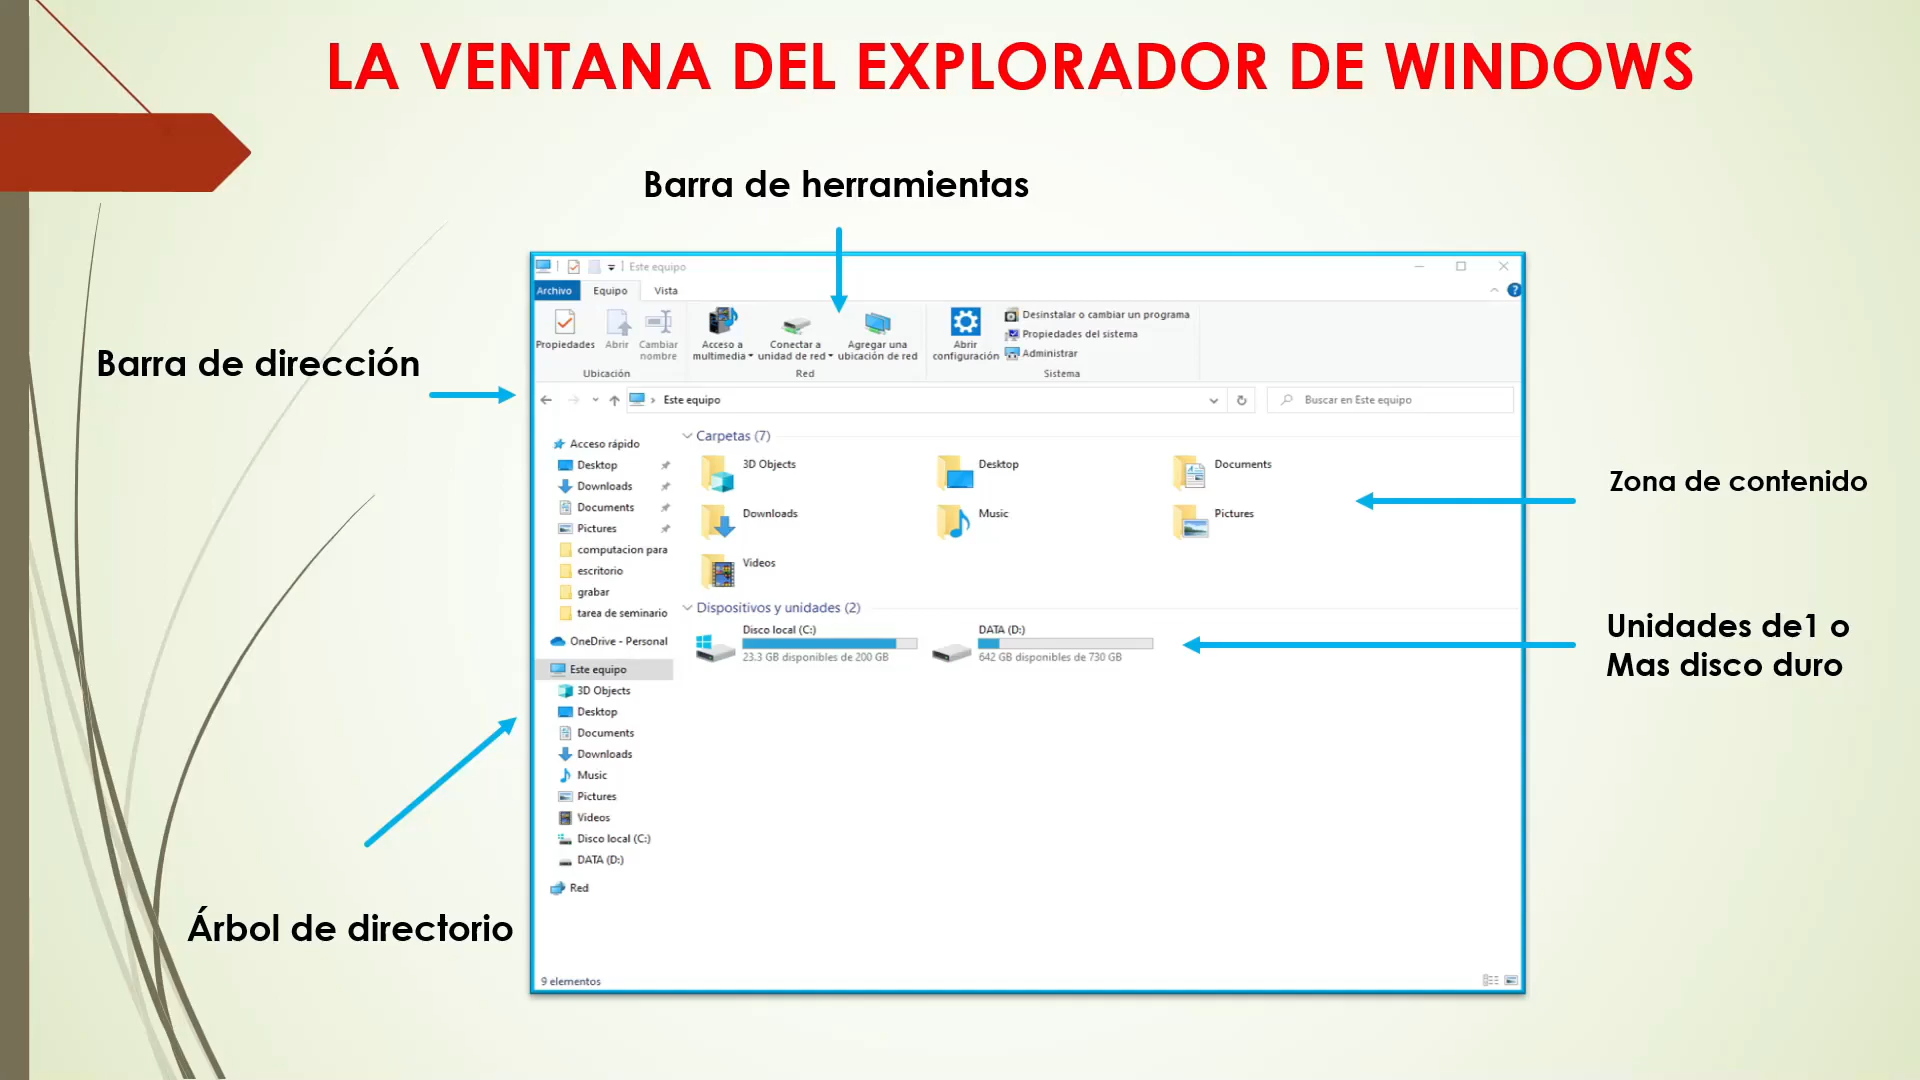 LA VENTANA DEL EXPLORADOR DE WINDOWS
Barra de herramientas
Este equipo
Archivo Equipo Vista
Propiedades Abrir Cambiar nombre
Ubicación
Acceso a multimedia Conectar a unidad de red Agregar una ubicación de red
Red
Abrir configuración
Desinstalar o cambiar un programa
Propiedades del sistema
Administrar
Sistema
Barra de dirección
Este equipo
Buscar en Este equipo
Acceso rápido
Desktop
Downloads
Documents
Pictures
computacion para
escritorio
grabar
tarea de seminario
OneDrive - Personal
Este equipo
3D Objects
Desktop
Documents
Downloads
Music
Pictures
Videos
Disco local (C:)
DATA (D:)
Red
Carpetas (7)
3D Objects Desktop Documents
Downloads Music Pictures
Videos
Dispositivos y unidades (2)
Disco local (C:)
23.3 GB disponibles de 200 GB
DATA (D:)
642 GB disponibles de 730 GB
Zona de contenido
Unidades de1 o
Mas disco duro
Árbol de directorio
9 elementos